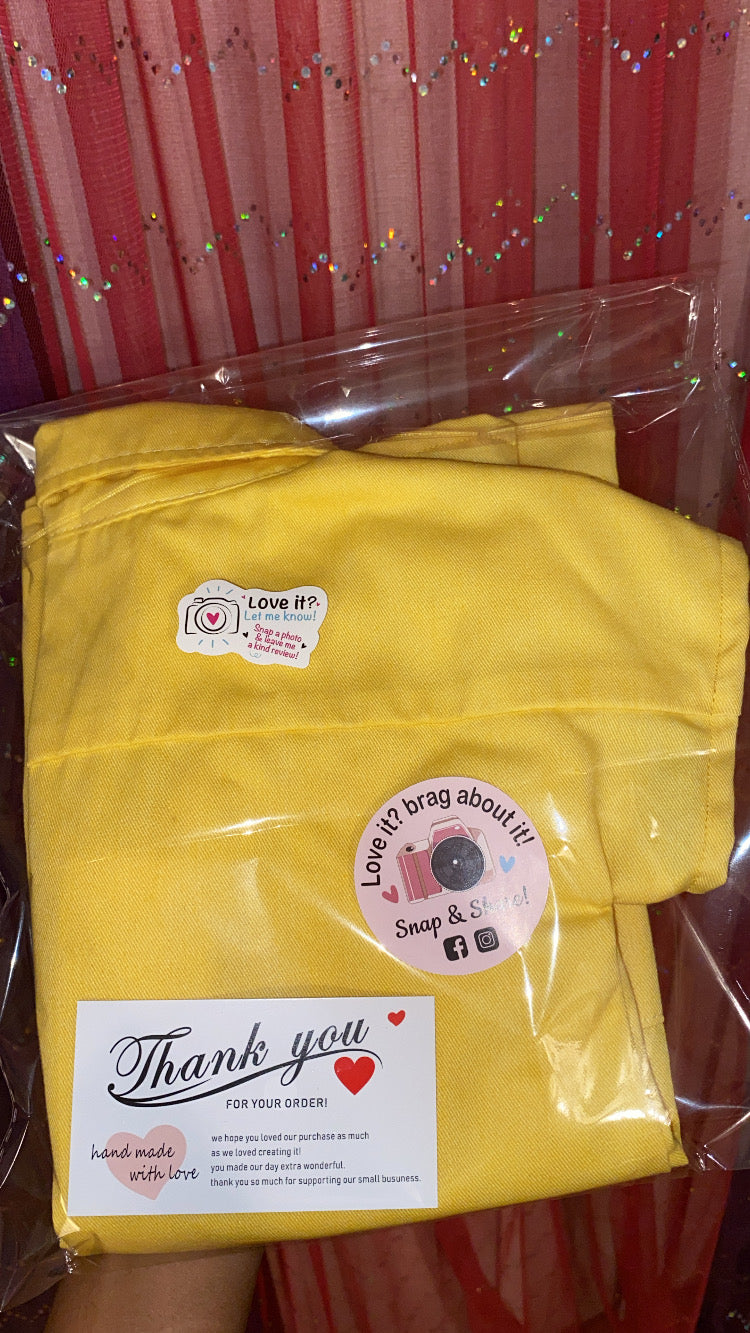 Love it?
Let me know!
Snap a photo
& leave me
a kind review!
Love it? brag about it!
Snap & Share!
Thank you
FOR YOUR ORDER!
hand made
with love
we hope you loved our purchase as much
as we loved creating it!
you made our day extra wonderful.
thank you so much for supporting our small busuness.